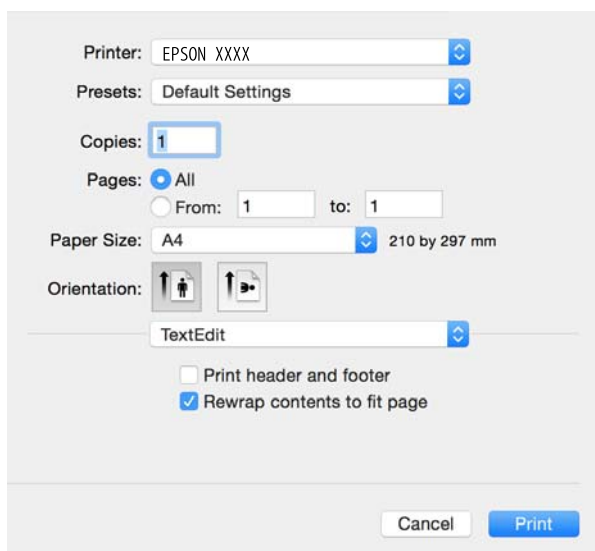 Printer: EPSON XXXX
Presets: Default Settings
Copies: 1
Pages: All
From: 1 to: 1
Paper Size: A4 210 by 297 mm
Orientation:
TextEdit
Print header and footer
Rewrap contents to fit page
Cancel Print